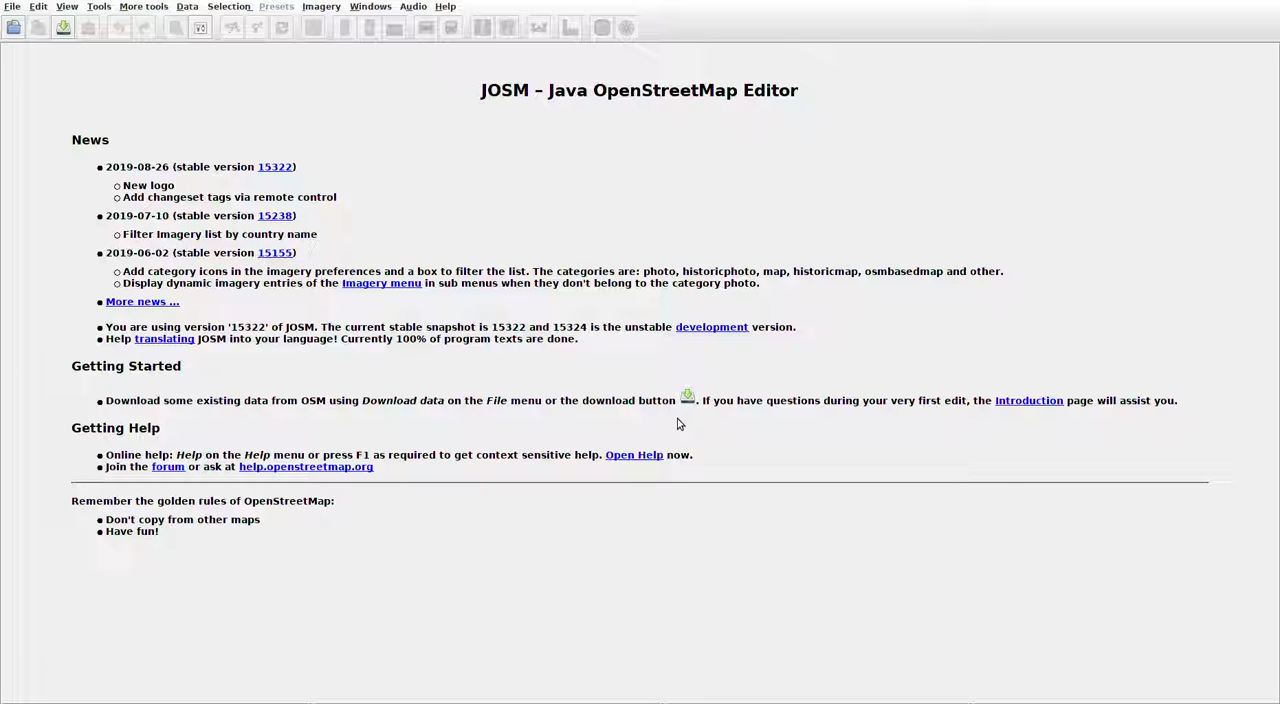 File Edit View Tools More tools Data Selection Presets Imagery Windows Audio Help
JOSM – Java OpenStreetMap Editor
News
2019-08-26 (stable version 15322)
New logo
Add changeset tags via remote control
2019-07-10 (stable version 15238)
Filter Imagery list by country name
2019-06-02 (stable version 15155)
Add category icons in the imagery preferences and a box to filter the list. The categories are: photo, historicphoto, map, historicmap, osmbasedmap and other.
Display dynamic imagery entries of the Imagery menu in sub menus when they don't belong to the category photo.
More news ...
You are using version '15322' of JOSM. The current stable snapshot is 15322 and 15324 is the unstable development version.
Help translating JOSM into your language! Currently 100% of program texts are done.
Getting Started
Download some existing data from OSM using Download data on the File menu or the download button . If you have questions during your very first edit, the Introduction page will assist you.
Getting Help
Online help: Help on the Help menu or press F1 as required to get context sensitive help. Open Help now.
Join the forum or ask at help.openstreetmap.org
Remember the golden rules of OpenStreetMap:
Don't copy from other maps
Have fun!